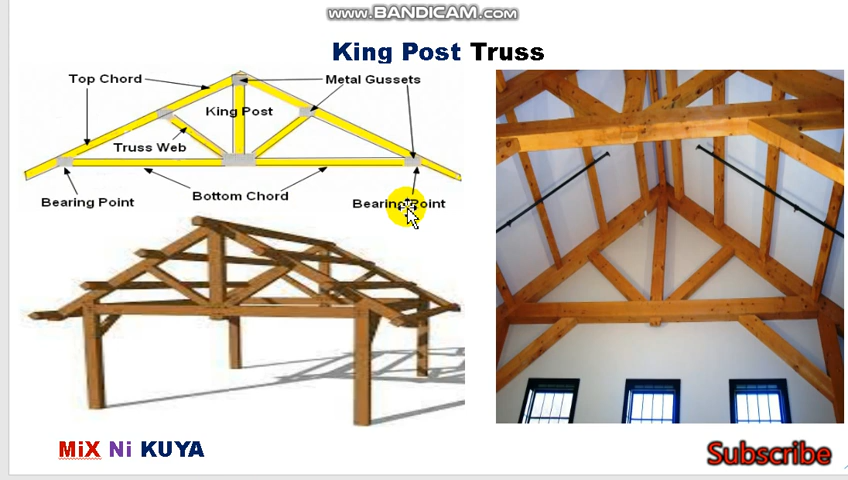 www.BANDICAM.com
King Post Truss
Top Chord
Metal Gussets
King Post
Truss Web
Bottom Chord
Bearing Point
Bearing Point
MiX Ni KUYA
Subscribe